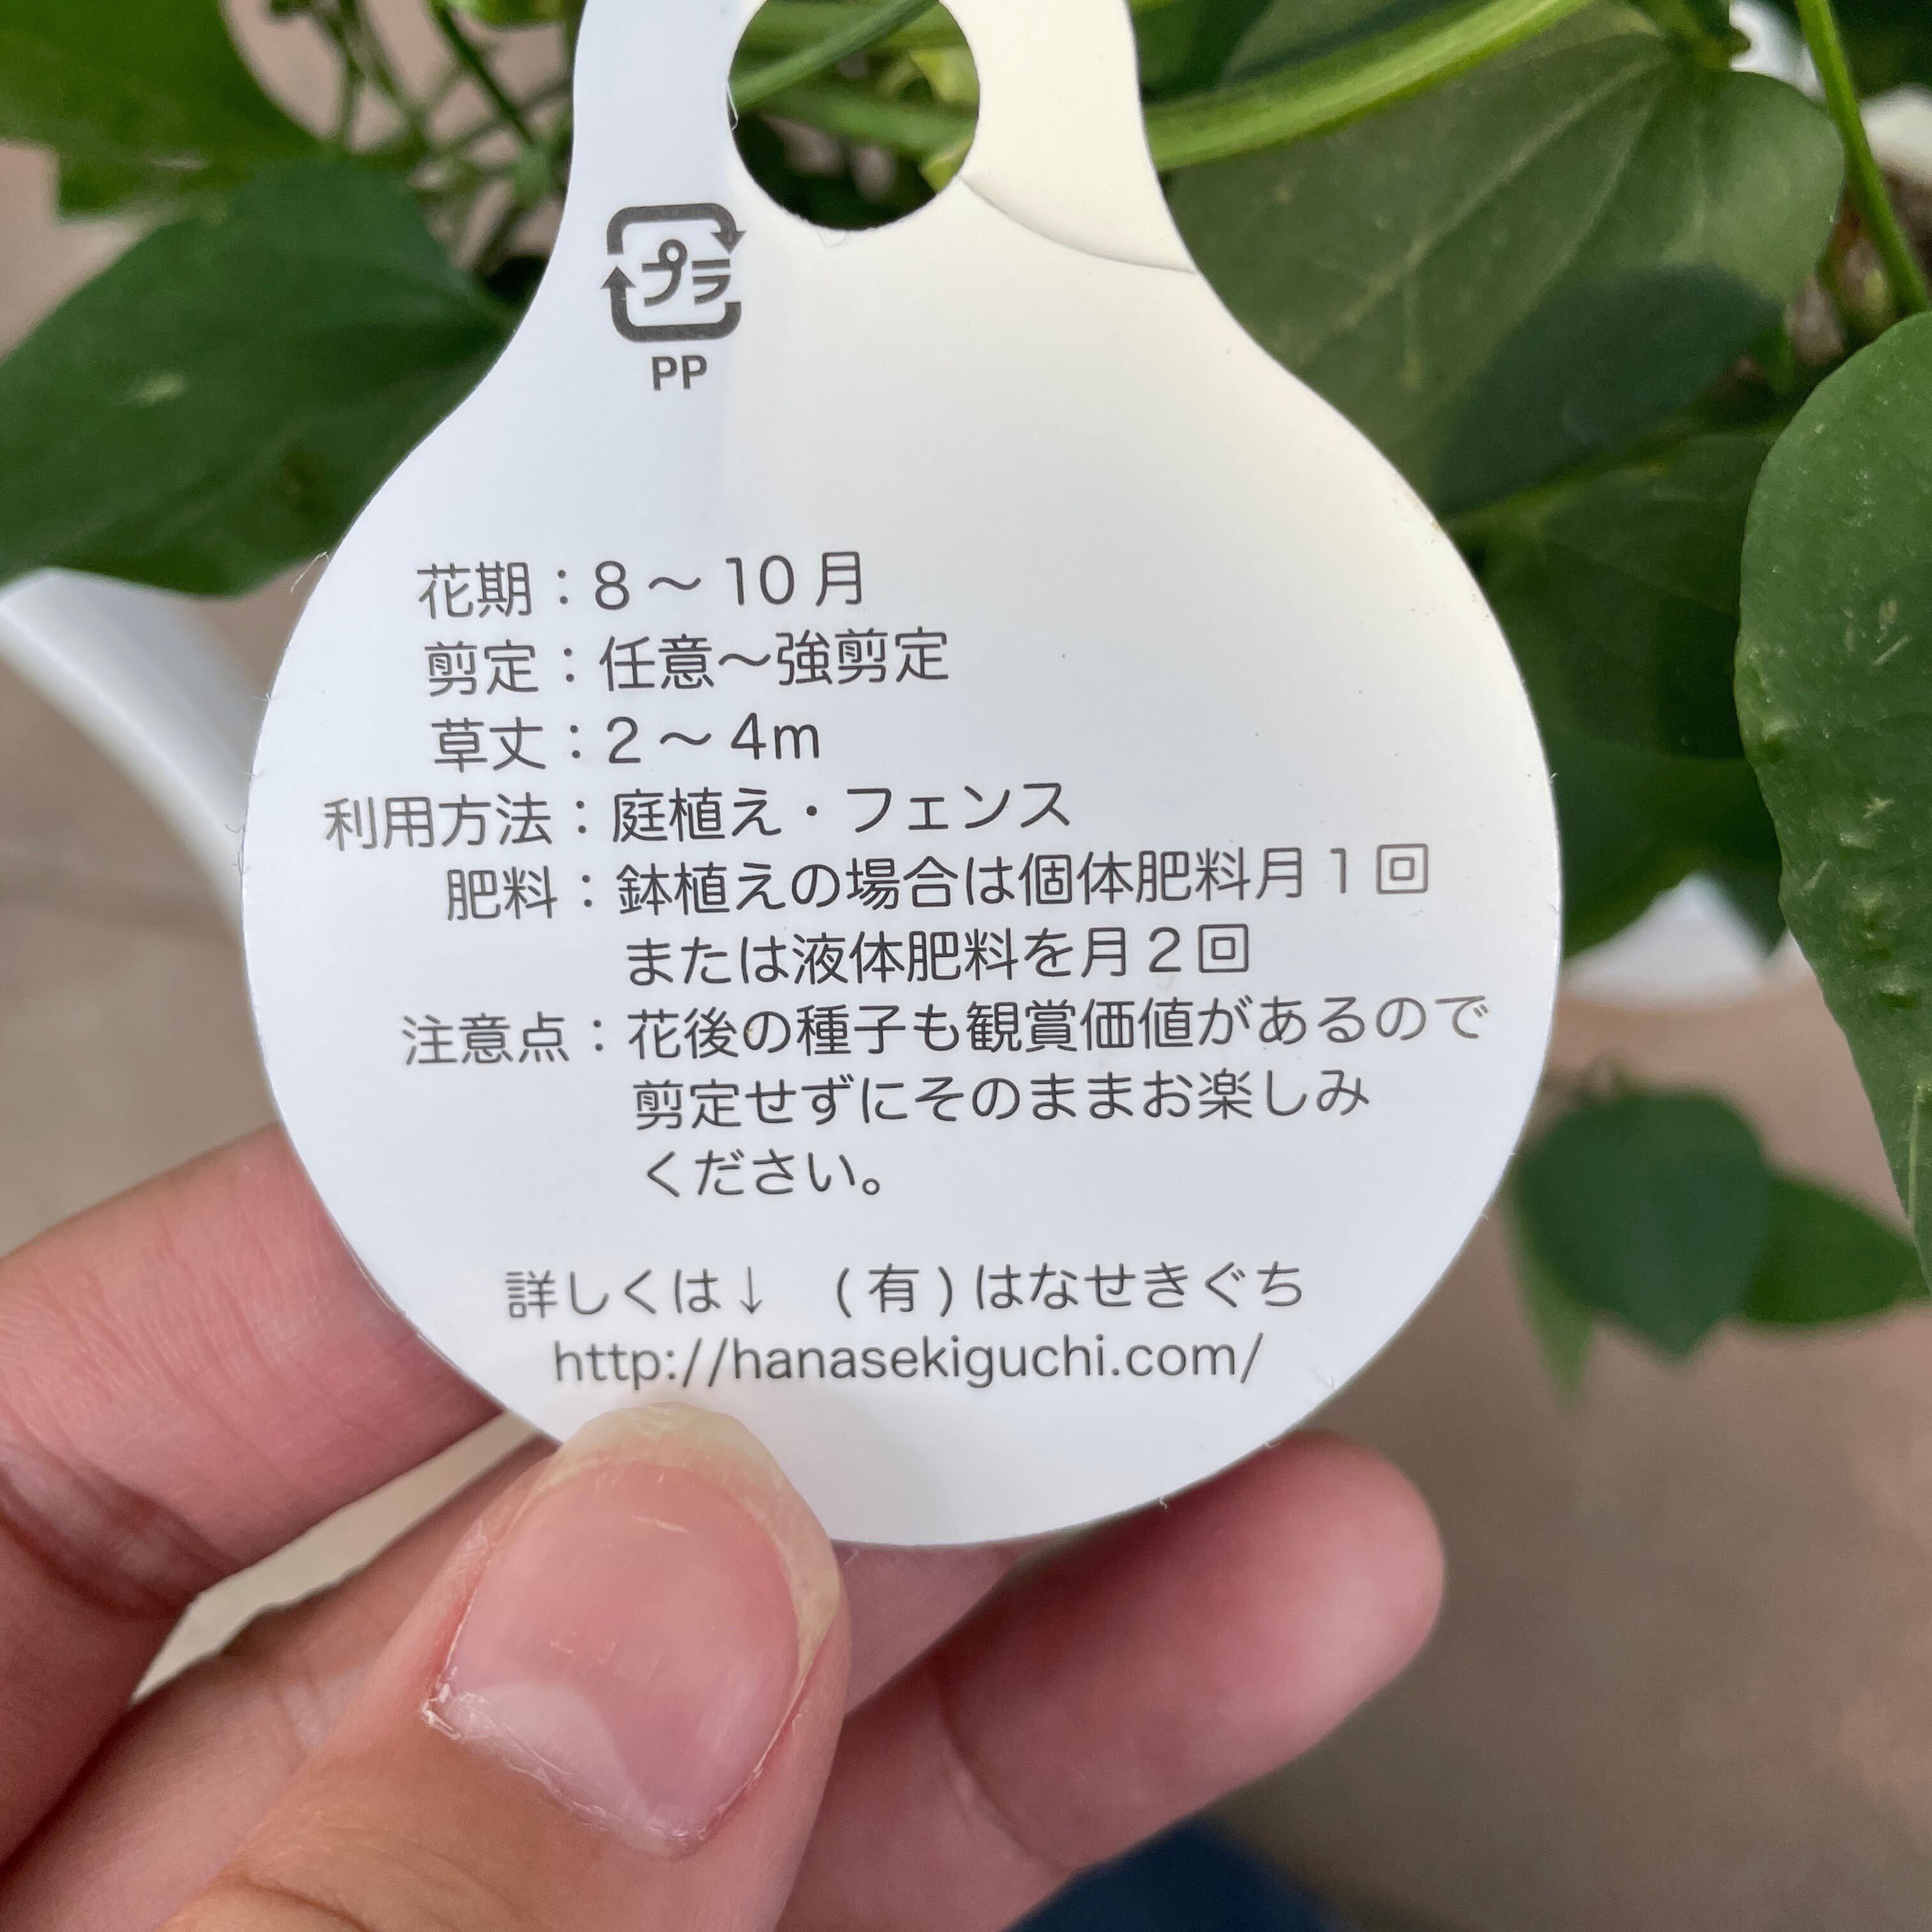 プラ
PP
花期：8～10月
剪定：任意～強剪定
草丈：2～4m
利用方法：庭植え・フェンス
肥料：鉢植えの場合は個体肥料月1回
または液体肥料を月2回
注意点：花後の種子も観賞価値があるので
剪定せずにそのままお楽しみ
ください。
詳しくは↓　(有)はなせきぐち
http://hanasekiguchi.com/